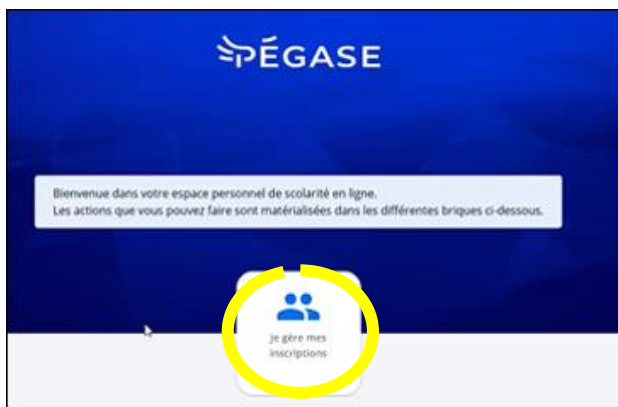 PÉGASE
Bienvenue dans votre espace personnel de scolarité en ligne.
Les actions que vous pouvez faire sont matérialisées dans les différentes briques ci-dessous.
Je gère mes
inscriptions